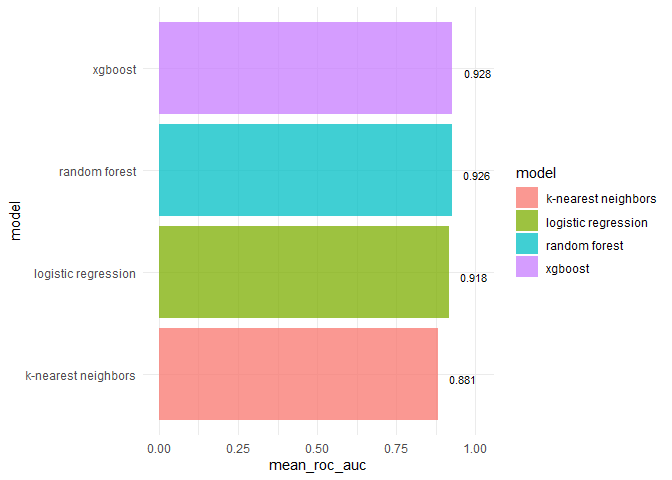 xgboost
0.928
random forest
0.926
logistic regression
0.918
k-nearest neighbors
0.881
model
0.00 0.25 0.50 0.75 1.00
mean_roc_auc
model
k-nearest neighbors
logistic regression
random forest
xgboost